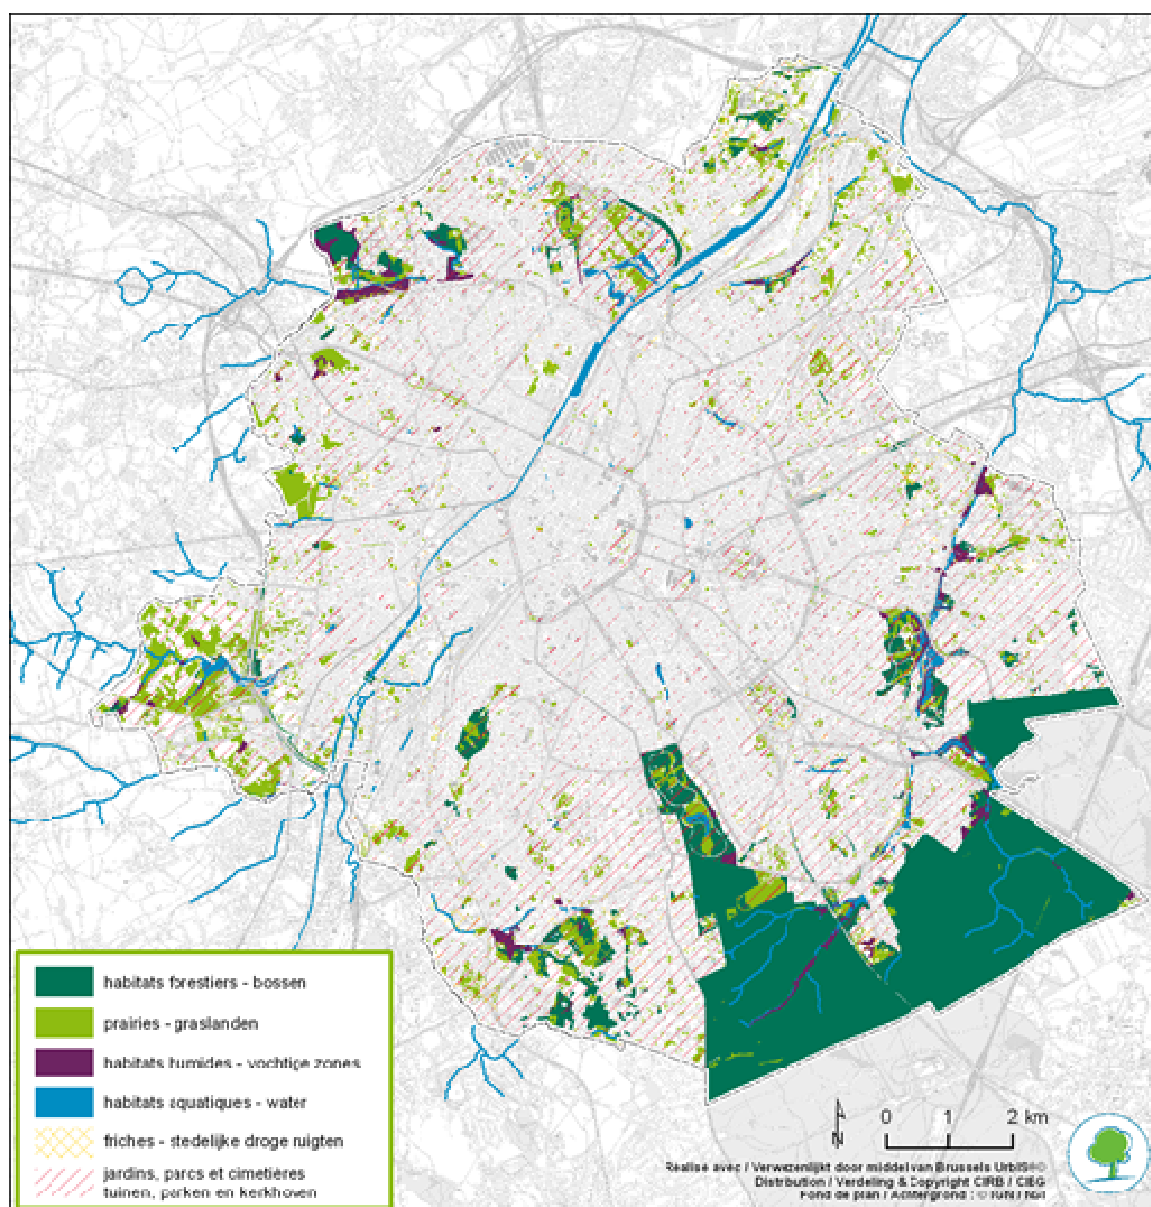 habitats forestiers - bossen
prairies - graslanden
habitats humides - vochtige zones
habitats aquatiques - water
friches - stedelijke droge ruigten
jardins, parcs et cimetières
tuinen, parken en kerkhoven
N
0 1 2 km
Réalisé avec / Verwezenlijkt door middel van Brussels UrbIS®©
Distribution / Verdeling & Copyright CIRB / CIBG
Fond de plan / Achtergrond : © IGN / NGI